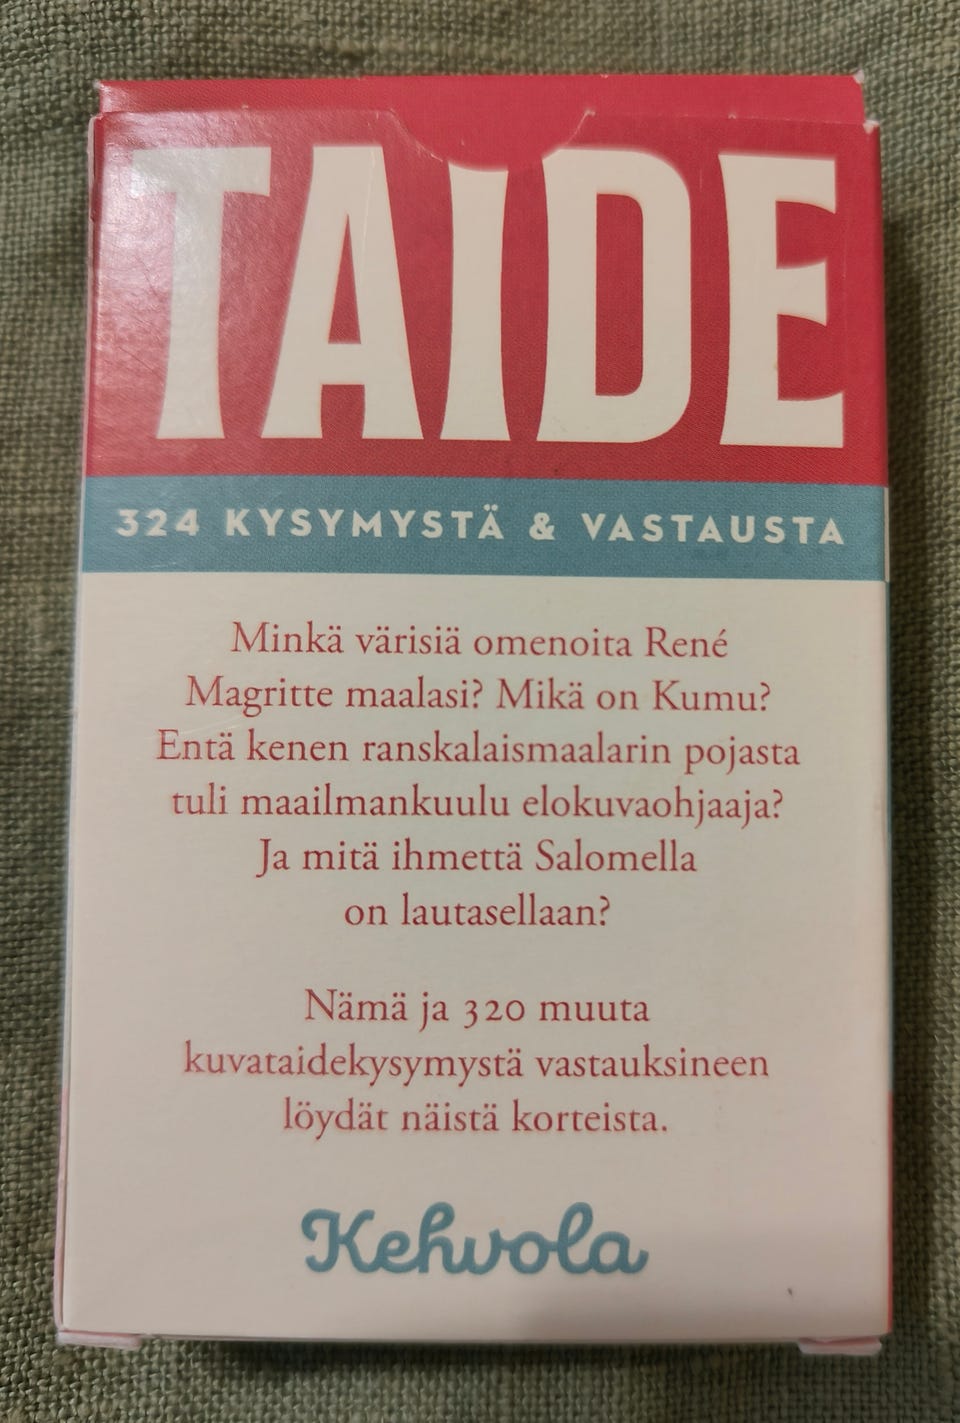 TAIDE
324 KYSYMYSTÄ & VASTAUSTA
Minkä värisiä omenoita René
Magritte maalasi? Mikä on Kumu?
Entä kenen ranskalaismaalarin pojasta
tuli maailmankuulu elokuvaohjaaja?
Ja mitä ihmettä Salomella
on lautasellaan?
Nämä ja 320 muuta
kuvataidekysymystä vastauksineen
löydät näistä korteista.
Kehvola